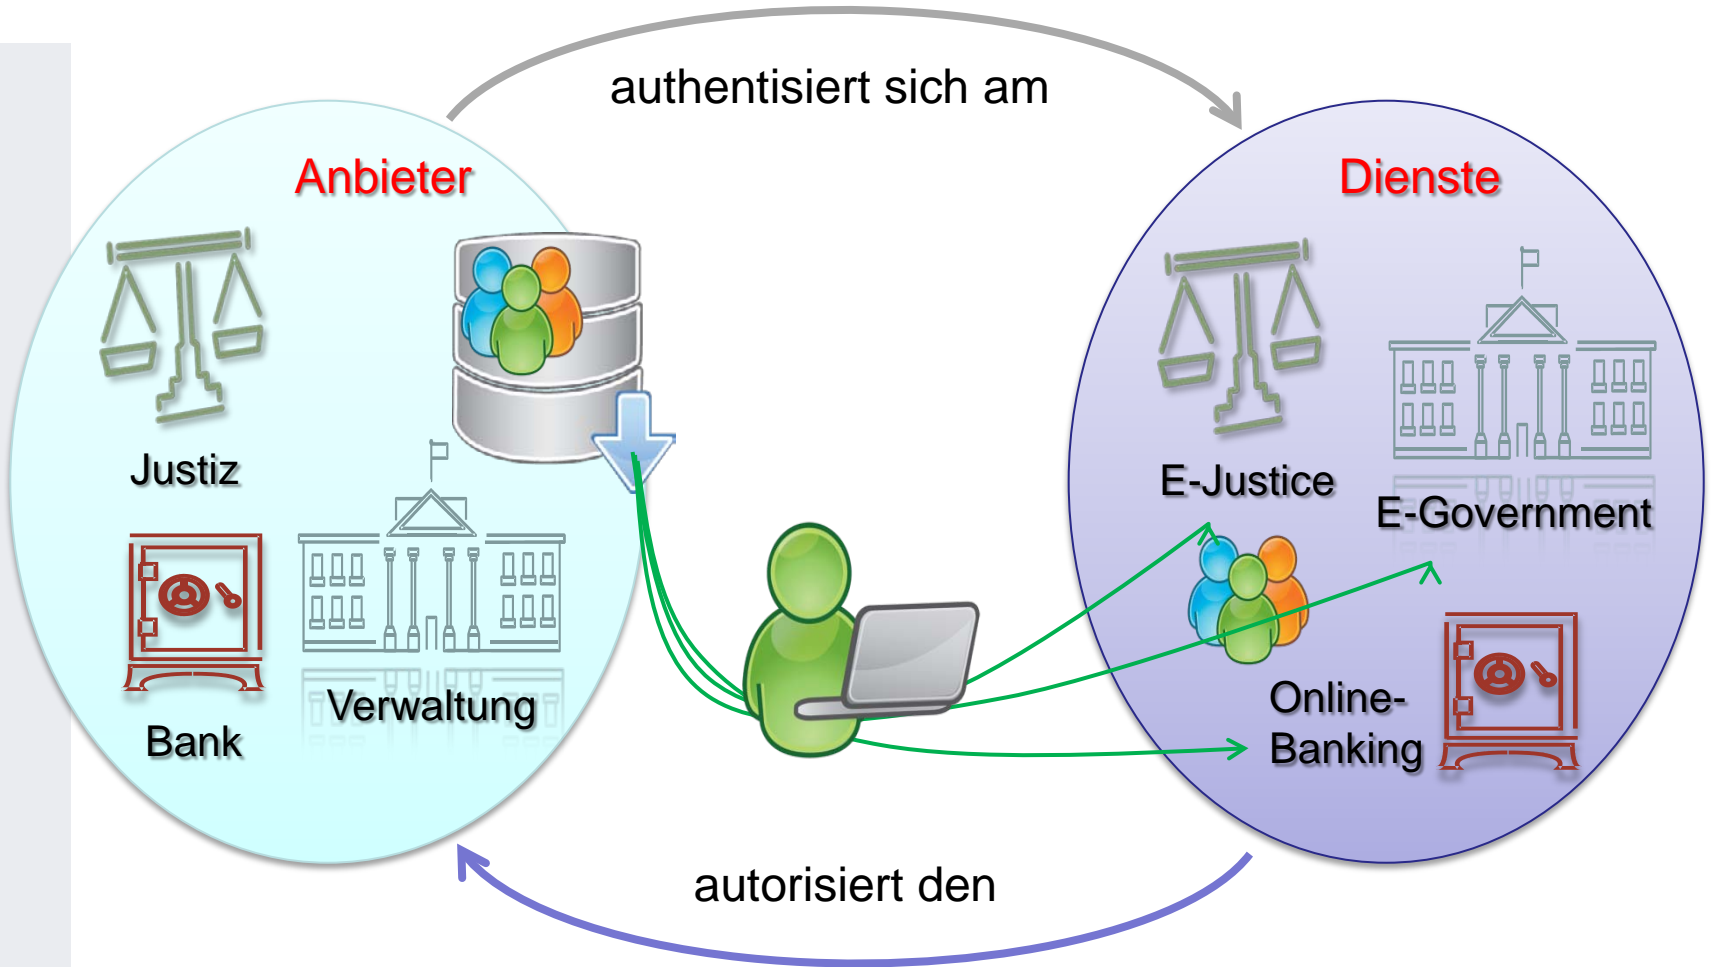 authentisiert sich am
Anbieter
Dienste
Justiz
E-Justice
E-Government
Verwaltung
Bank
Online-
Banking
autorisiert den